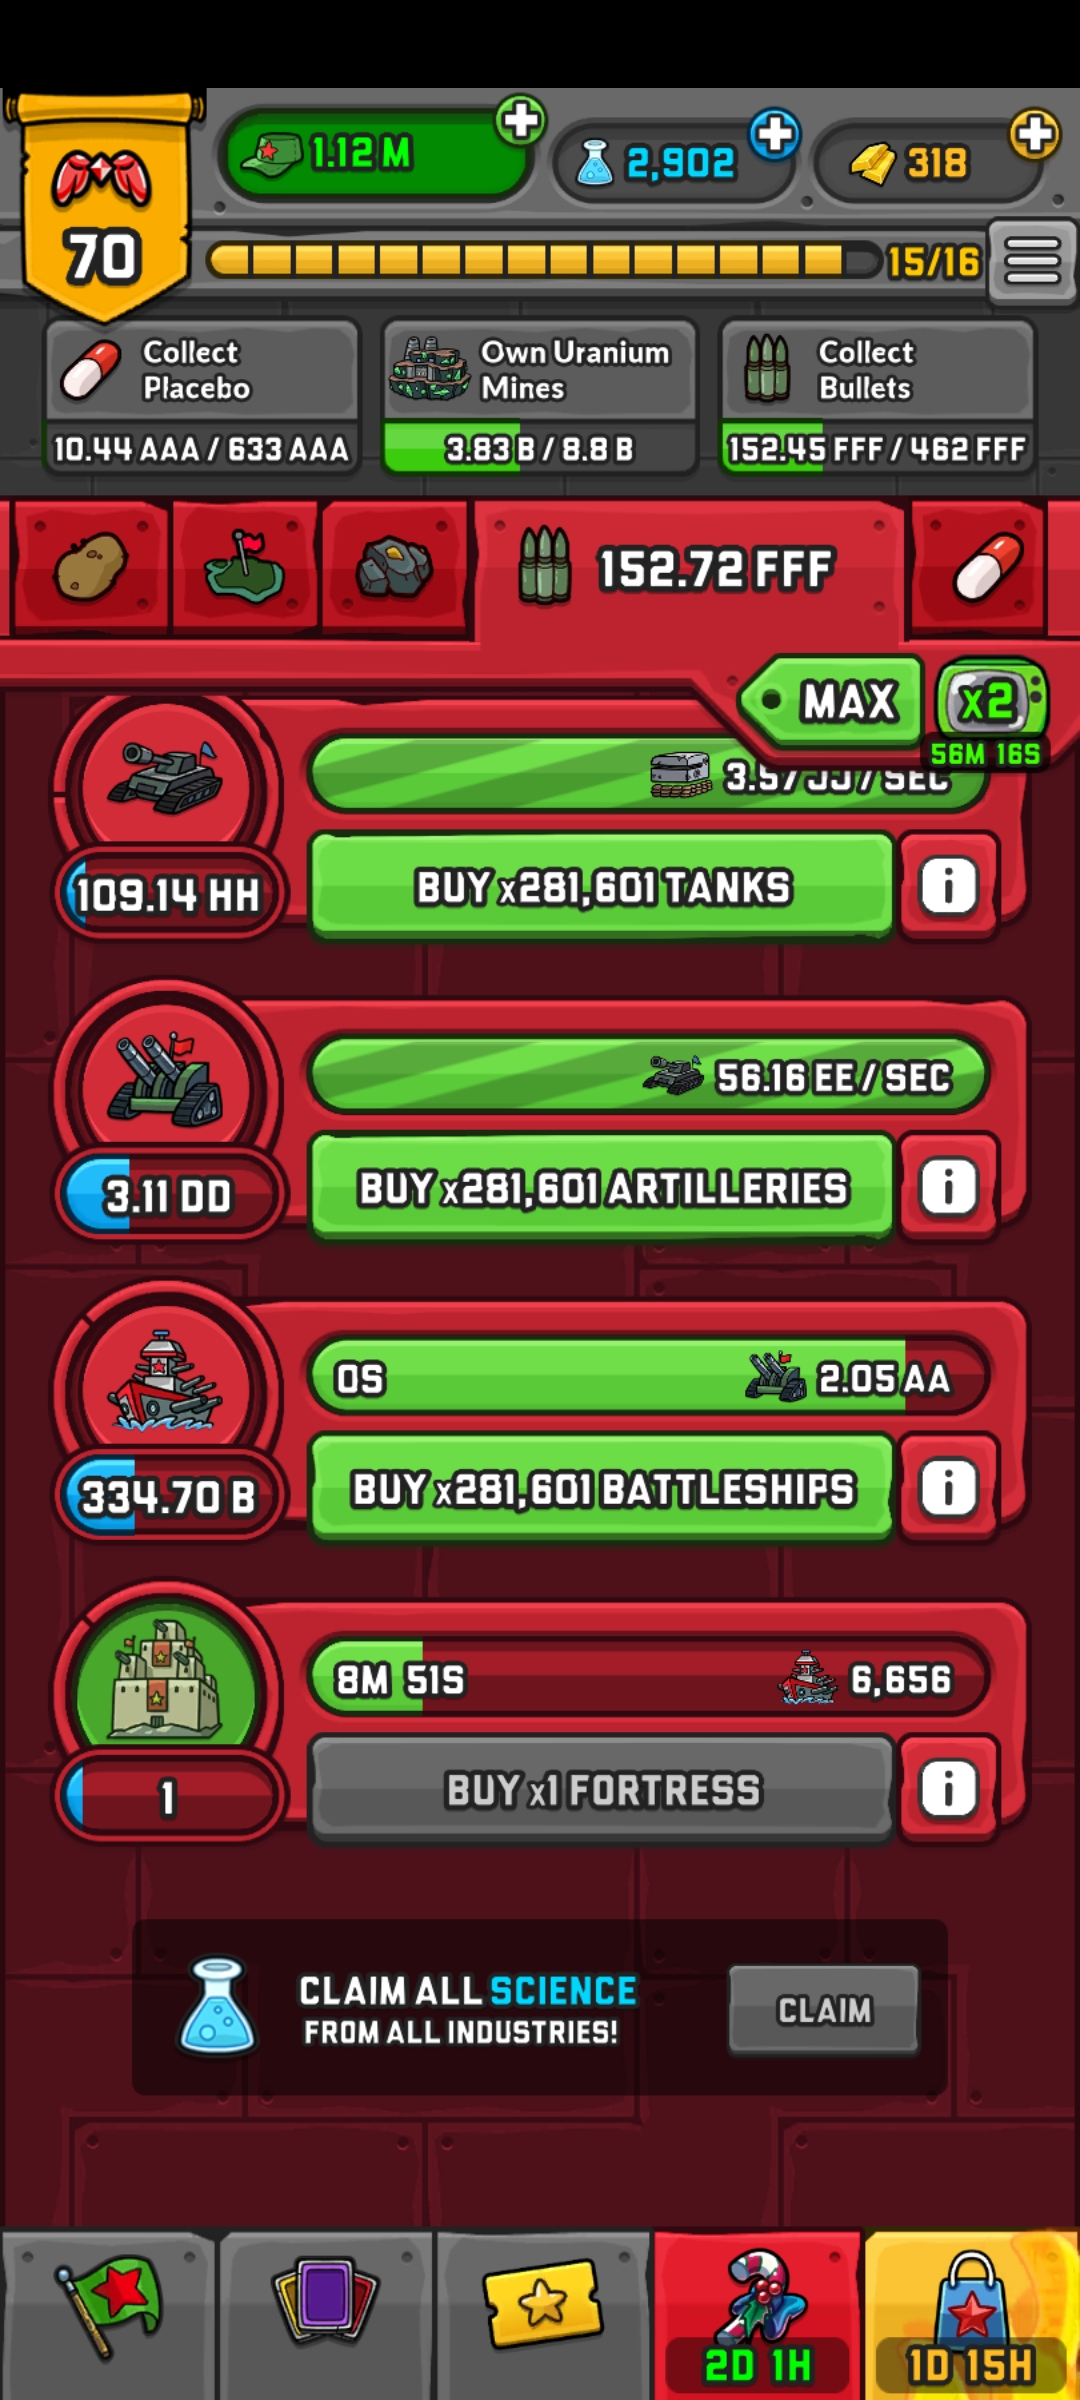 1.12 M
2,902
318
70
15/16
Collect
Placebo
10.44 AAA / 633 AAA
Own Uranium
Mines
3.83 B / 8.8 B
Collect
Bullets
152.45 FFF / 462 FFF
152.72 FFF
MAX
x2
56M 16S
3.57 JJ / SEC
109.14 HH
BUY x281,601 TANKS
i
56.16 EE / SEC
3.11 DD
BUY x281,601 ARTILLERIES
i
0S
2.05 AA
334.70 B
BUY x281,601 BATTLESHIPS
i
8M 51S
6,656
1
BUY x1 FORTRESS
i
CLAIM ALL SCIENCE
FROM ALL INDUSTRIES!
CLAIM
2D 1H
1D 15H